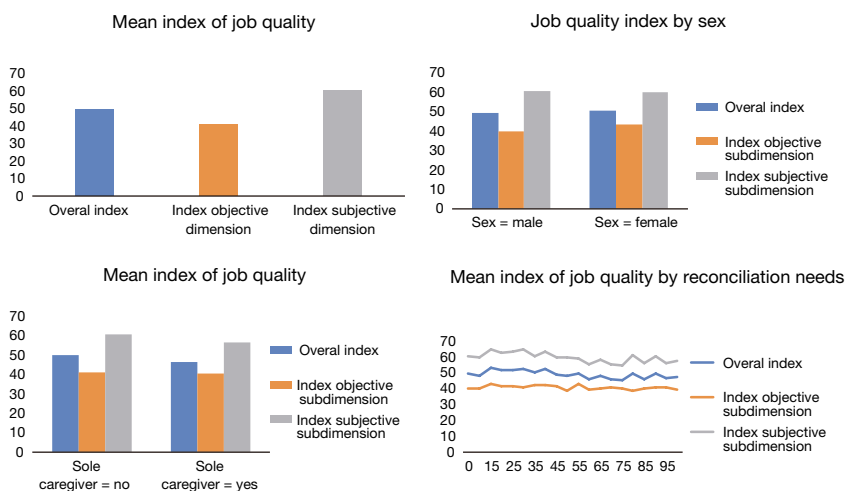 Mean index of job quality
70
60
50
40
30
20
10
0
Overal index
Index objective
dimension
Index subjective
dimension
Job quality index by sex
70
60
50
40
30
20
10
0
Sex = male
Sex = female
Overal index
Index objective
subdimension
Index subjective
subdimension
Mean index of job quality
70
60
50
40
30
20
10
0
Sole
caregiver = no
Sole
caregiver = yes
Overal index
Index objective
subdimension
Index subjective
subdimension
Mean index of job quality by reconciliation needs
70
60
50
40
30
20
10
0
0 15 25 35 45 55 65 75 85 95
Overal index
Index objective
subdimension
Index subjective
subdimension